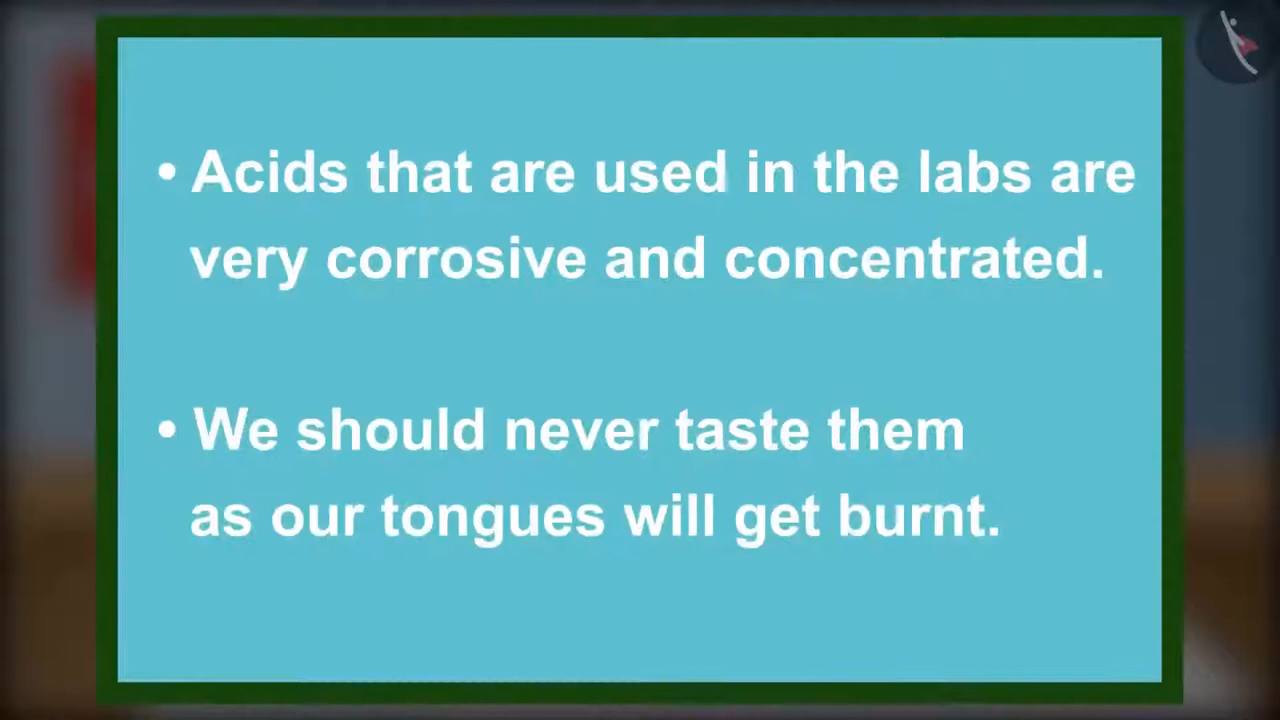 • Acids that are used in the labs are
very corrosive and concentrated.
• We should never taste them
as our tongues will get burnt.